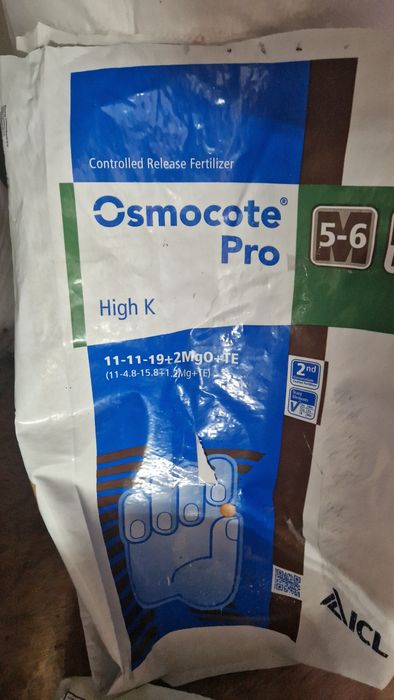 Controlled Release Fertilizer
Osmocote®
Pro
5-6
M
High K
11-11-19+2MgO+TE
(11-4.8-15.8+1.2Mg+TE)
2nd
ICL